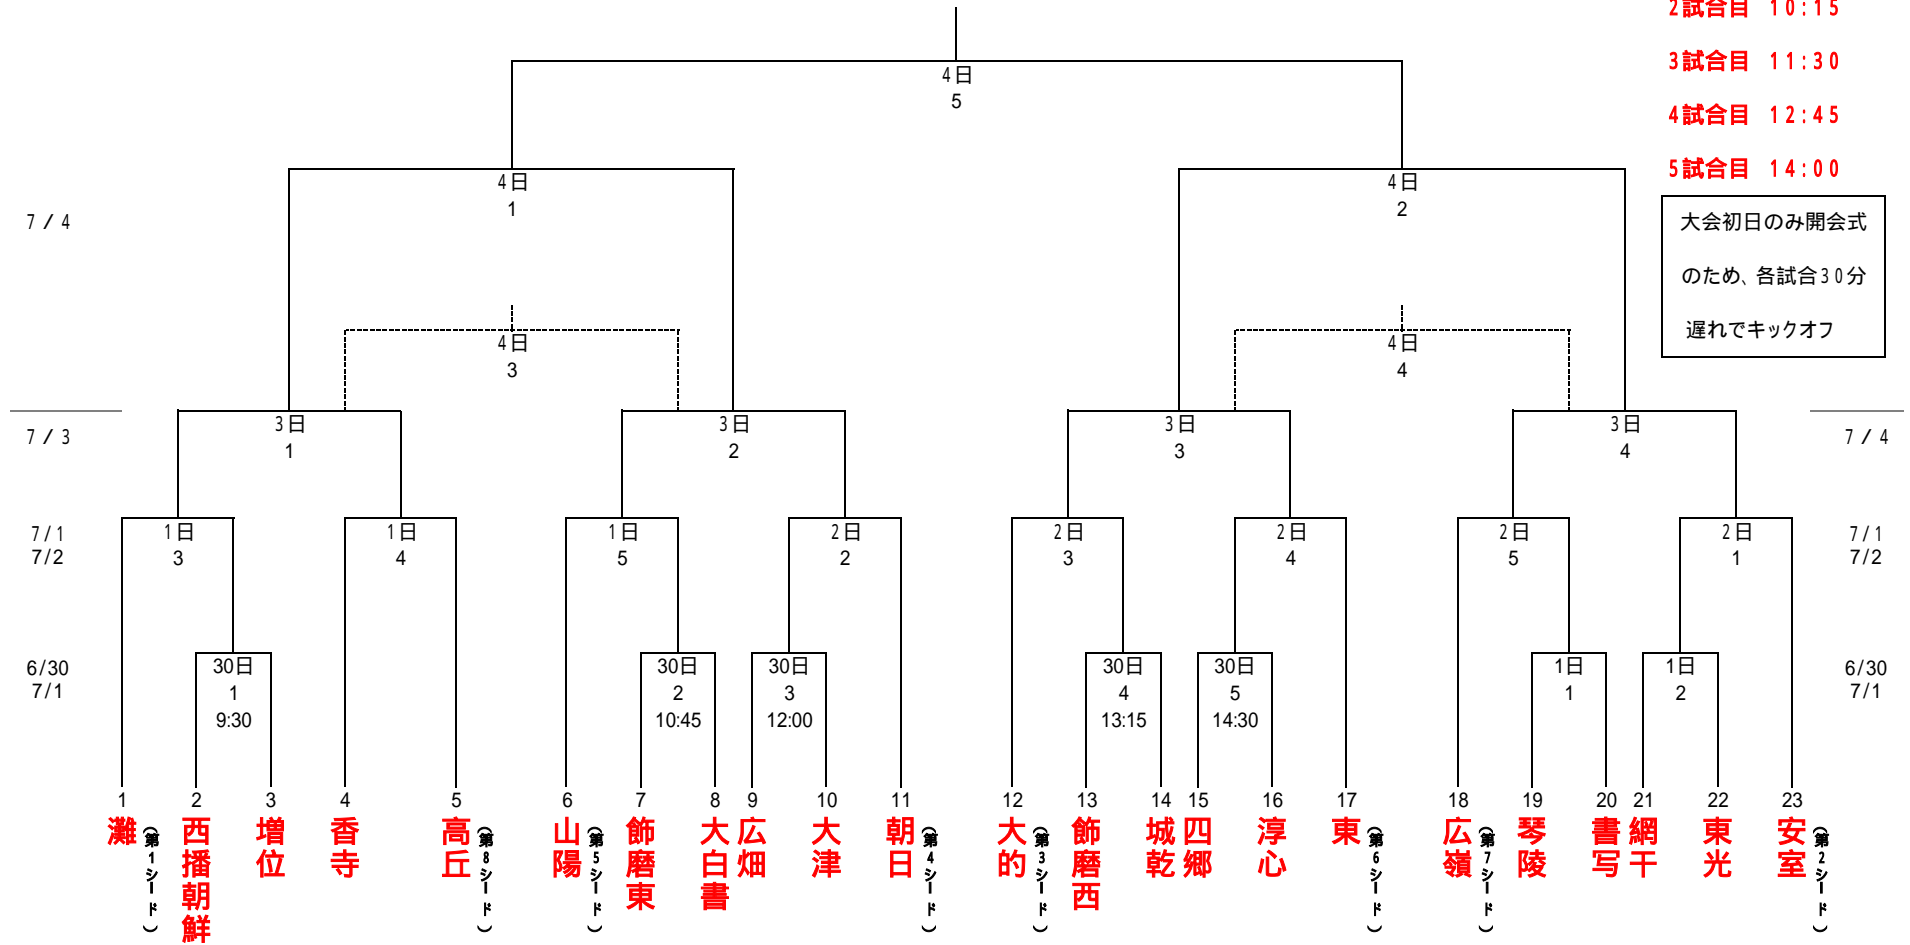 2試合目 10:15
3試合目 11:30
4試合目 12:45
5試合目 14:00
大会初日のみ開会式
のため、各試合30分
遅れでキックオフ
4日
5
4日
1
4日
2
7/4
4日
3
4日
4
7/3
3日
1
3日
2
3日
3
3日
4
7/4
7/1
7/2
1日
3
1日
4
1日
5
2日
2
2日
3
2日
4
2日
5
2日
1
7/1
7/2
6/30
7/1
30日
1
9:30
30日
2
10:45
30日
3
12:00
30日
4
13:15
30日
5
14:30
1日
1
1日
2
6/30
7/1
1
灘
(第1シード)
2
西播朝鮮
3
増位
4
香寺
5
高丘
(第8シード)
6
山陽
(第5シード)
7
飾磨東
8
大白書
9
広畑
10
大津
11
朝日
(第4シード)
12
大的
(第3シード)
13
飾磨西
14
城乾
15
四郷
16
淳心
17
東
(第6シード)
18
広嶺
(第7シード)
19
琴陵
20
書写
21
網干
22
東光
23
安室
(第2シード)